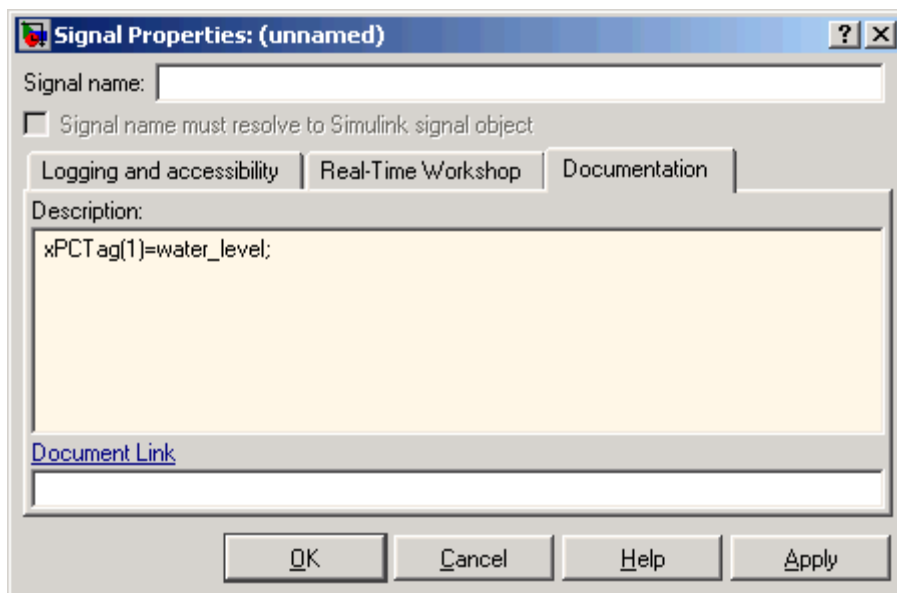 Signal Properties: (unnamed)
Signal name:
Signal name must resolve to Simulink signal object
Logging and accessibility Real-Time Workshop Documentation
Description:
xPCTag(1)=water_level;
Document Link
OK Cancel Help Apply